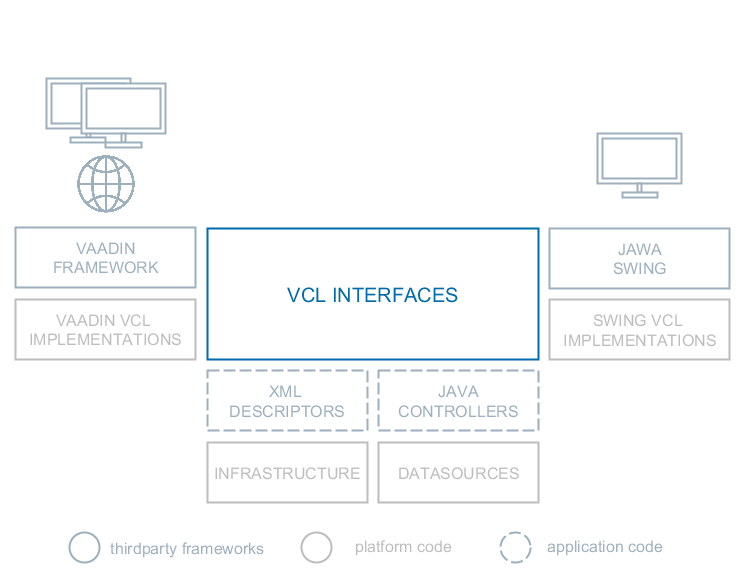 VAADIN
FRAMEWORK
VCL INTERFACES
JAWA
SWING
VAADIN VCL
IMPLEMENTATIONS
SWING VCL
IMPLEMENTATIONS
XML
DESCRIPTORS
JAVA
CONTROLLERS
INFRASTRUCTURE
DATASOURCES
thirdparty frameworks
platform code
application code